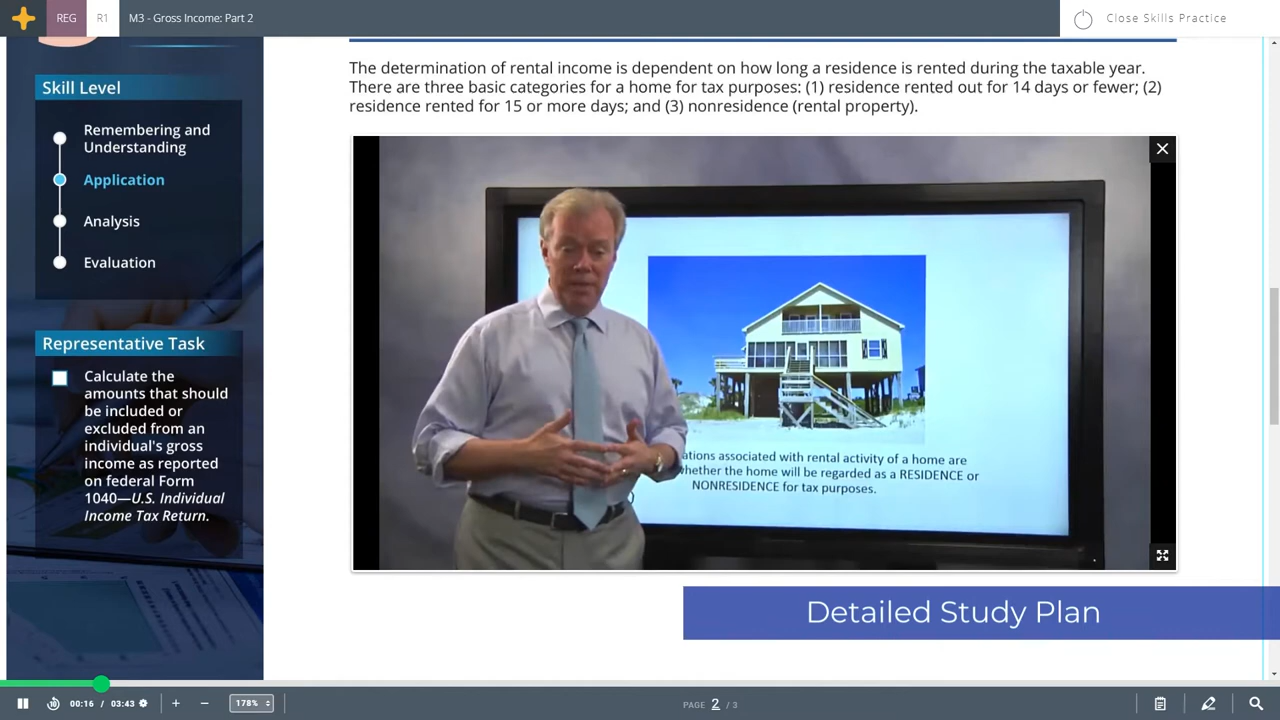 REG
R1
M3 - Gross Income: Part 2
Close Skills Practice
Skill Level
Remembering and
Understanding
Application
Analysis
Evaluation
Representative Task
Calculate the
amounts that should
be included or
excluded from an
individual's gross
income as reported
on federal Form
1040—U.S. Individual
Income Tax Return.
The determination of rental income is dependent on how long a residence is rented during the taxable year.
There are three basic categories for a home for tax purposes: (1) residence rented out for 14 days or fewer; (2)
residence rented for 15 or more days; and (3) nonresidence (rental property).
associated with rental activity of a home are
whether the home will be regarded as a RESIDENCE or
NONRESIDENCE for tax purposes.
Detailed Study Plan
10
00:16 / 03:43
+ −
178%
PAGE 2 / 3